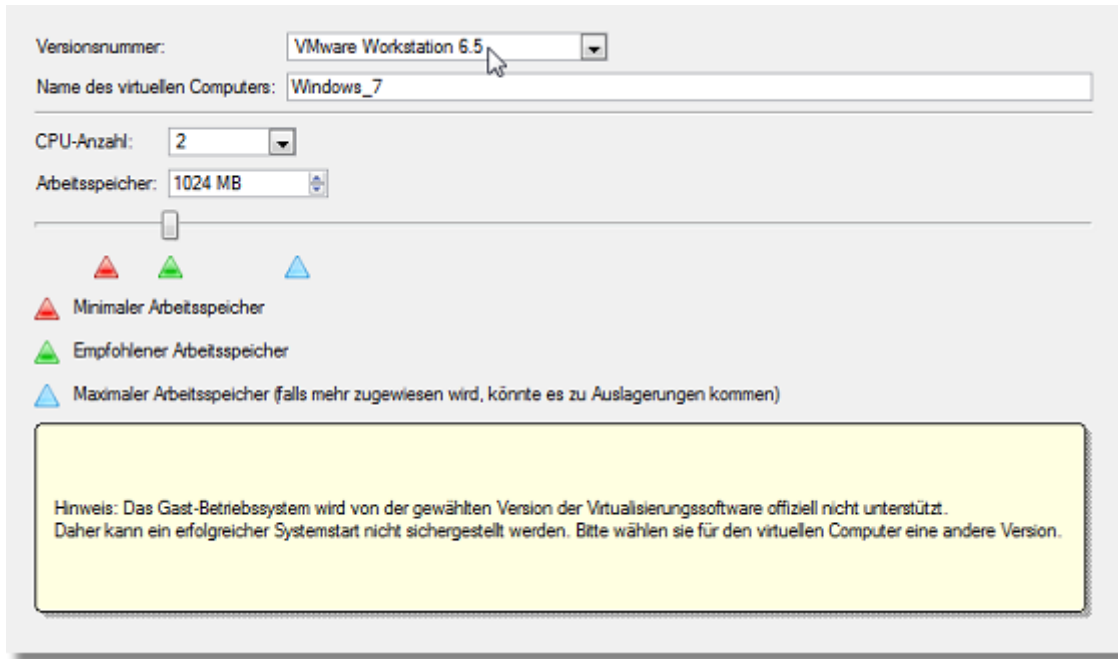 Versionsnummer: VMware Workstation 6.5
Name des virtuellen Computers: Windows_7
CPU-Anzahl: 2
Arbeitsspeicher: 1024 MB
Minimaler Arbeitsspeicher
Empfohlener Arbeitsspeicher
Maximaler Arbeitsspeicher (falls mehr zugewiesen wird, könnte es zu Auslagerungen kommen)
Hinweis: Das Gast-Betriebssystem wird von der gewählten Version der Virtualisierungssoftware offiziell nicht unterstützt.
Daher kann ein erfolgreicher Systemstart nicht sichergestellt werden. Bitte wählen sie für den virtuellen Computer eine andere Version.